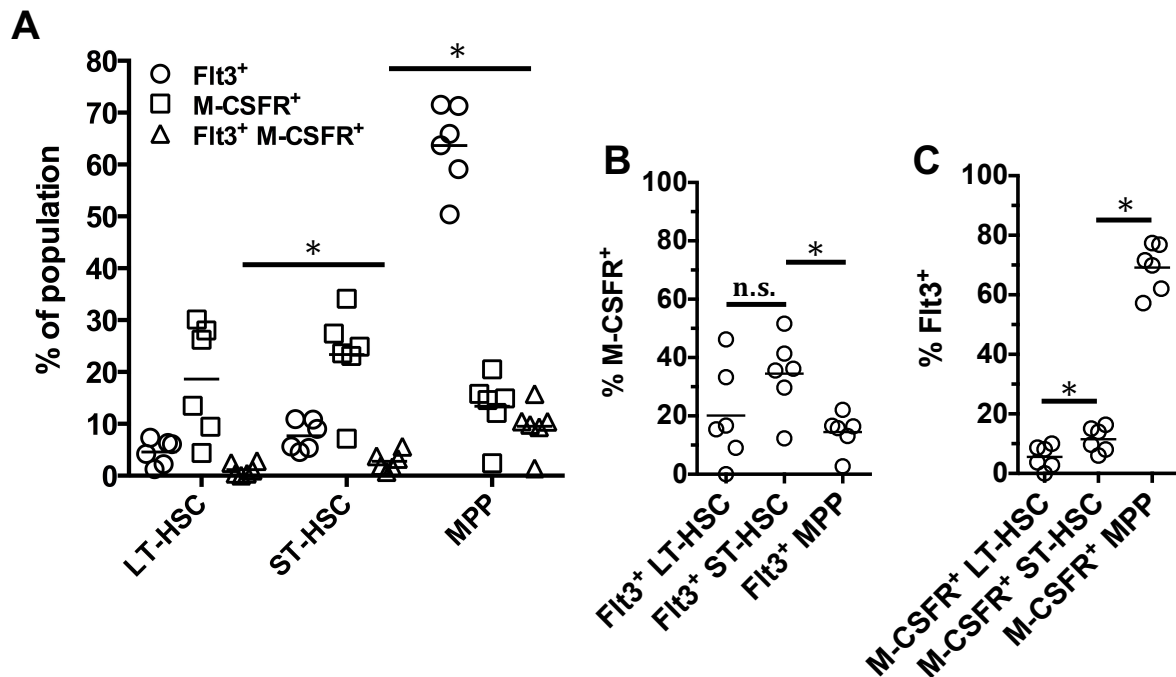 A
% of population
80
70
60
50
40
30
20
10
0
Flt3⁺
M-CSFR⁺
Flt3⁺ M-CSFR⁺
*
*
LT-HSC
ST-HSC
MPP
B
% M-CSFR⁺
100
80
60
40
20
0
n.s.
*
Flt3⁺ LT-HSC
Flt3⁺ ST-HSC
Flt3⁺ MPP
C
% Flt3⁺
100
80
60
40
20
0
*
*
M-CSFR⁺ LT-HSC
M-CSFR⁺ ST-HSC
M-CSFR⁺ MPP